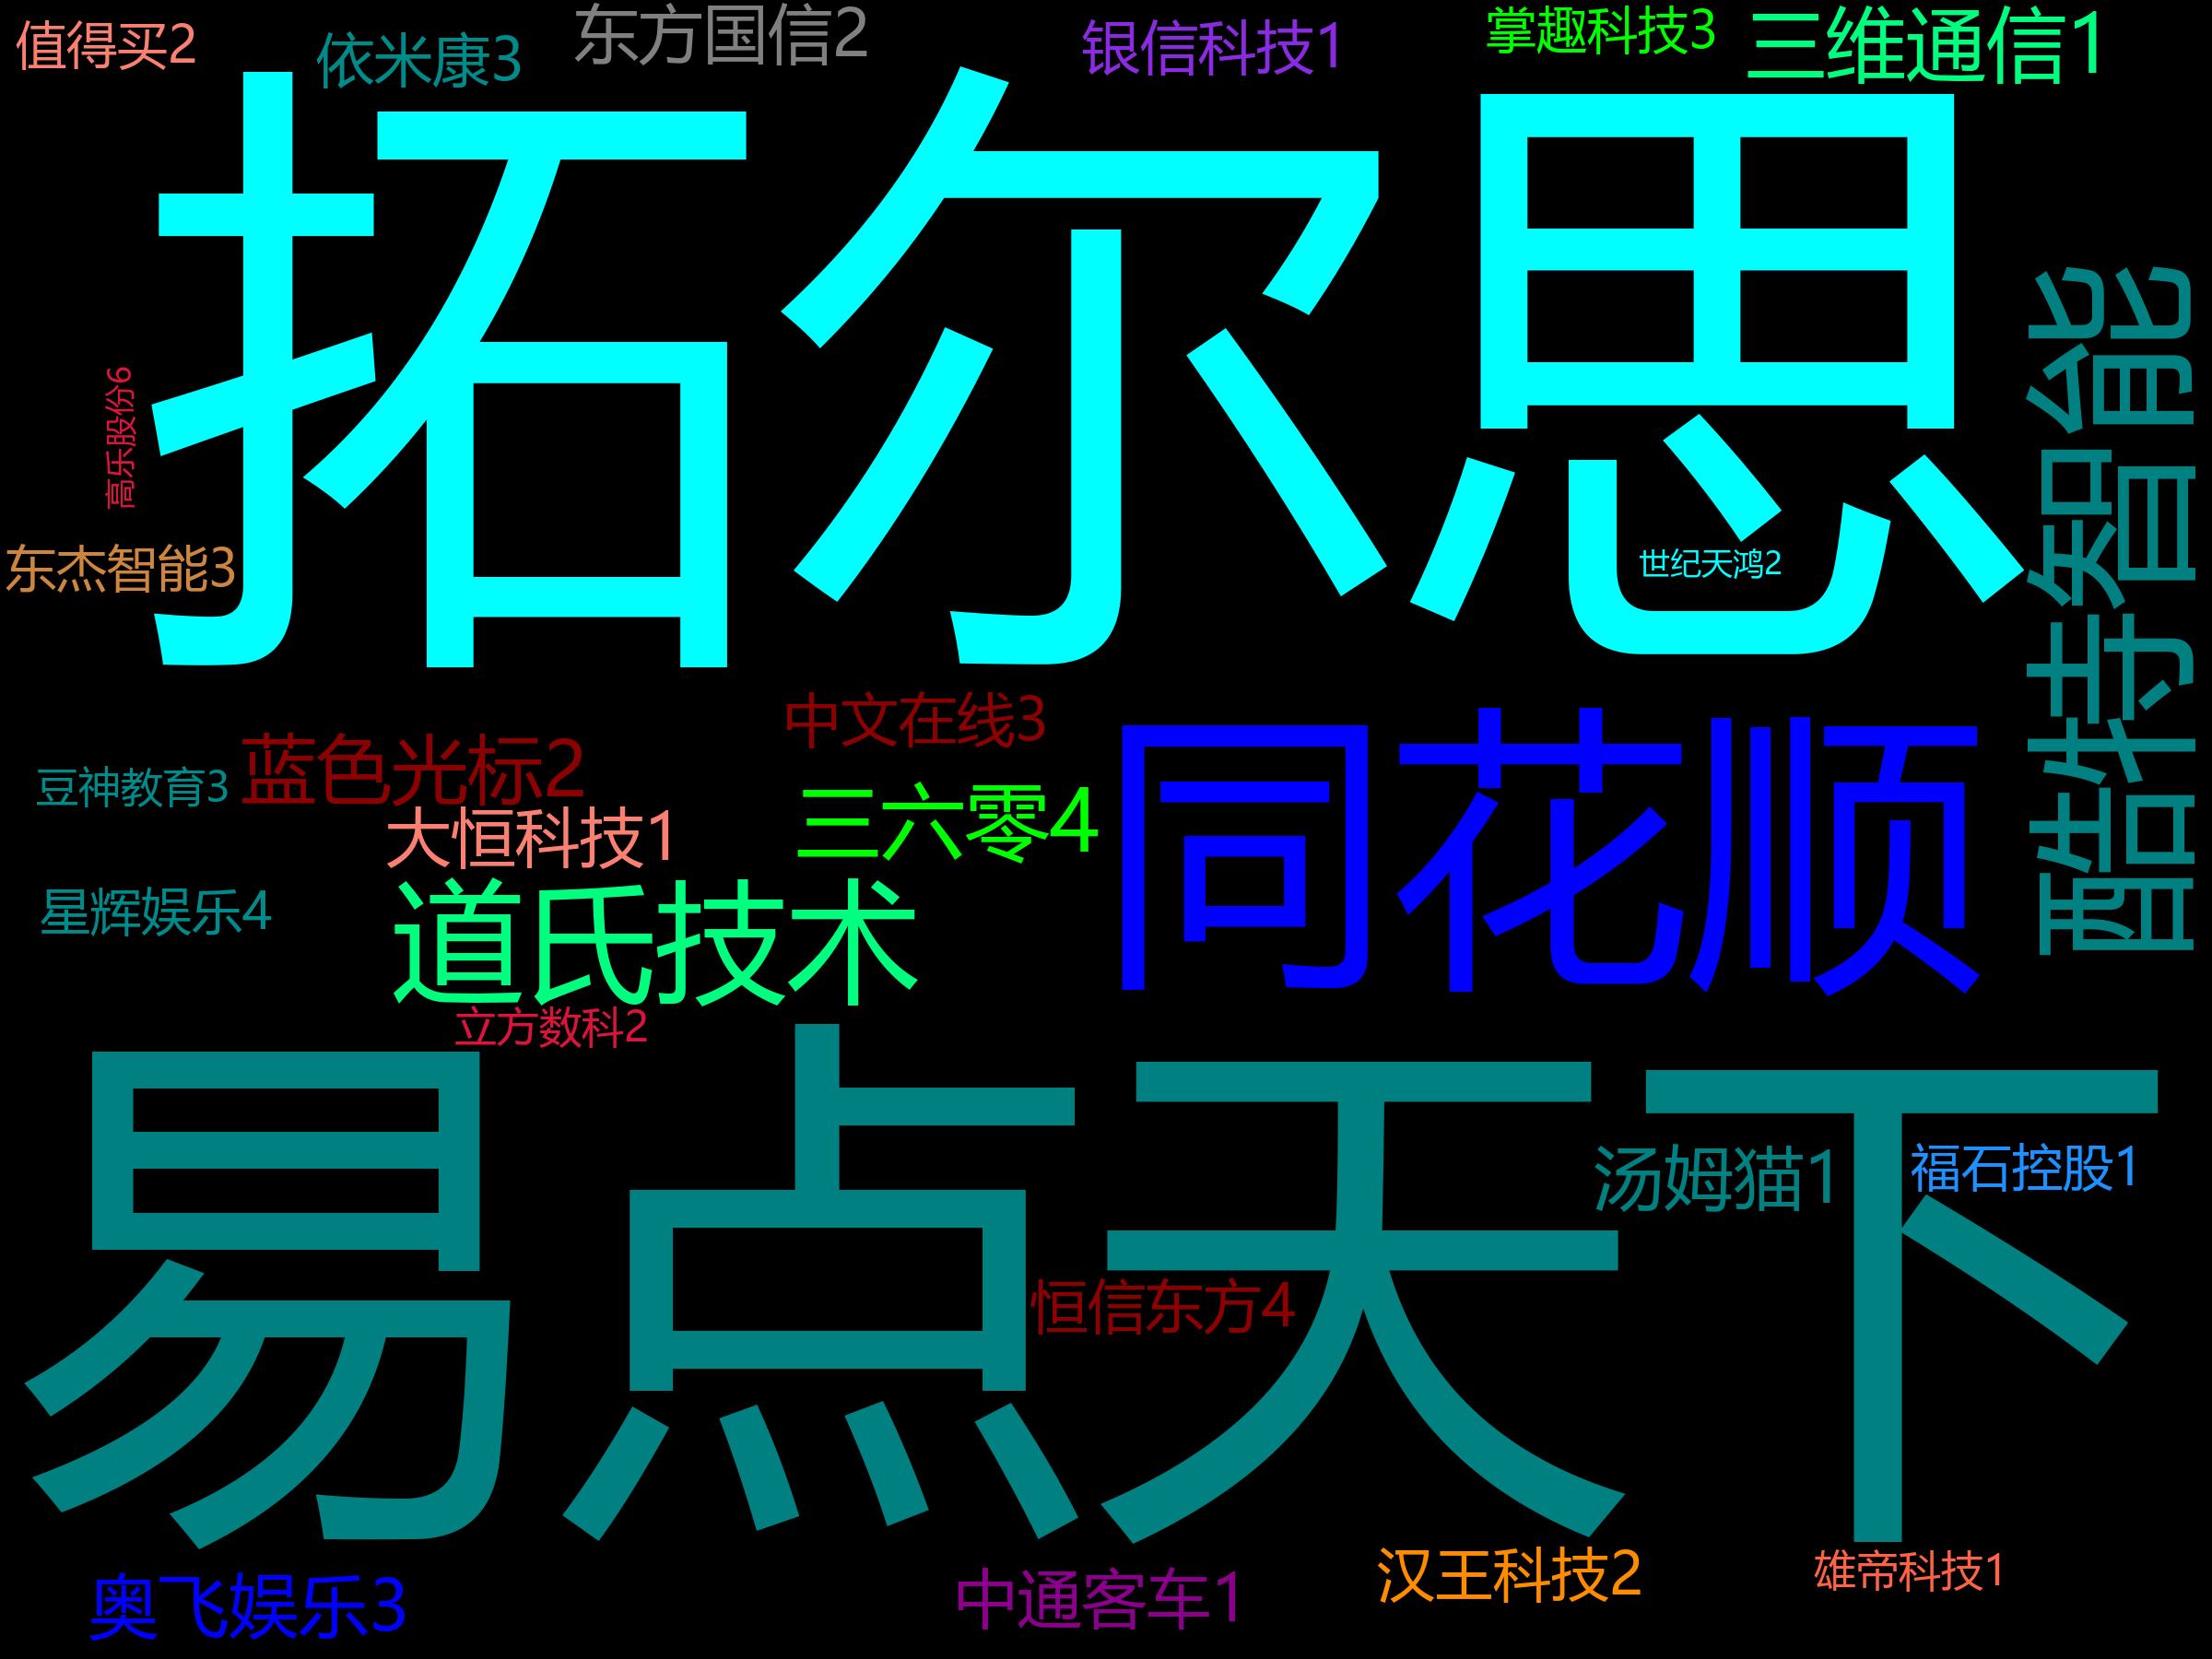 值得买2
依米康3
东方国信2
银信科技1
掌趣科技3
三维通信1
拓尔思
酷特智能
高乐股份6
东杰智能3
世纪天鸿2
中文在线3
蓝色光标2
豆神教育3
大恒科技1
三六零4
同花顺
星辉娱乐4
道氏技术
立方数科2
易点天下
汤姆猫1
福石控股1
恒信东方4
奥飞娱乐3
中通客车1
汉王科技2
雄帝科技1